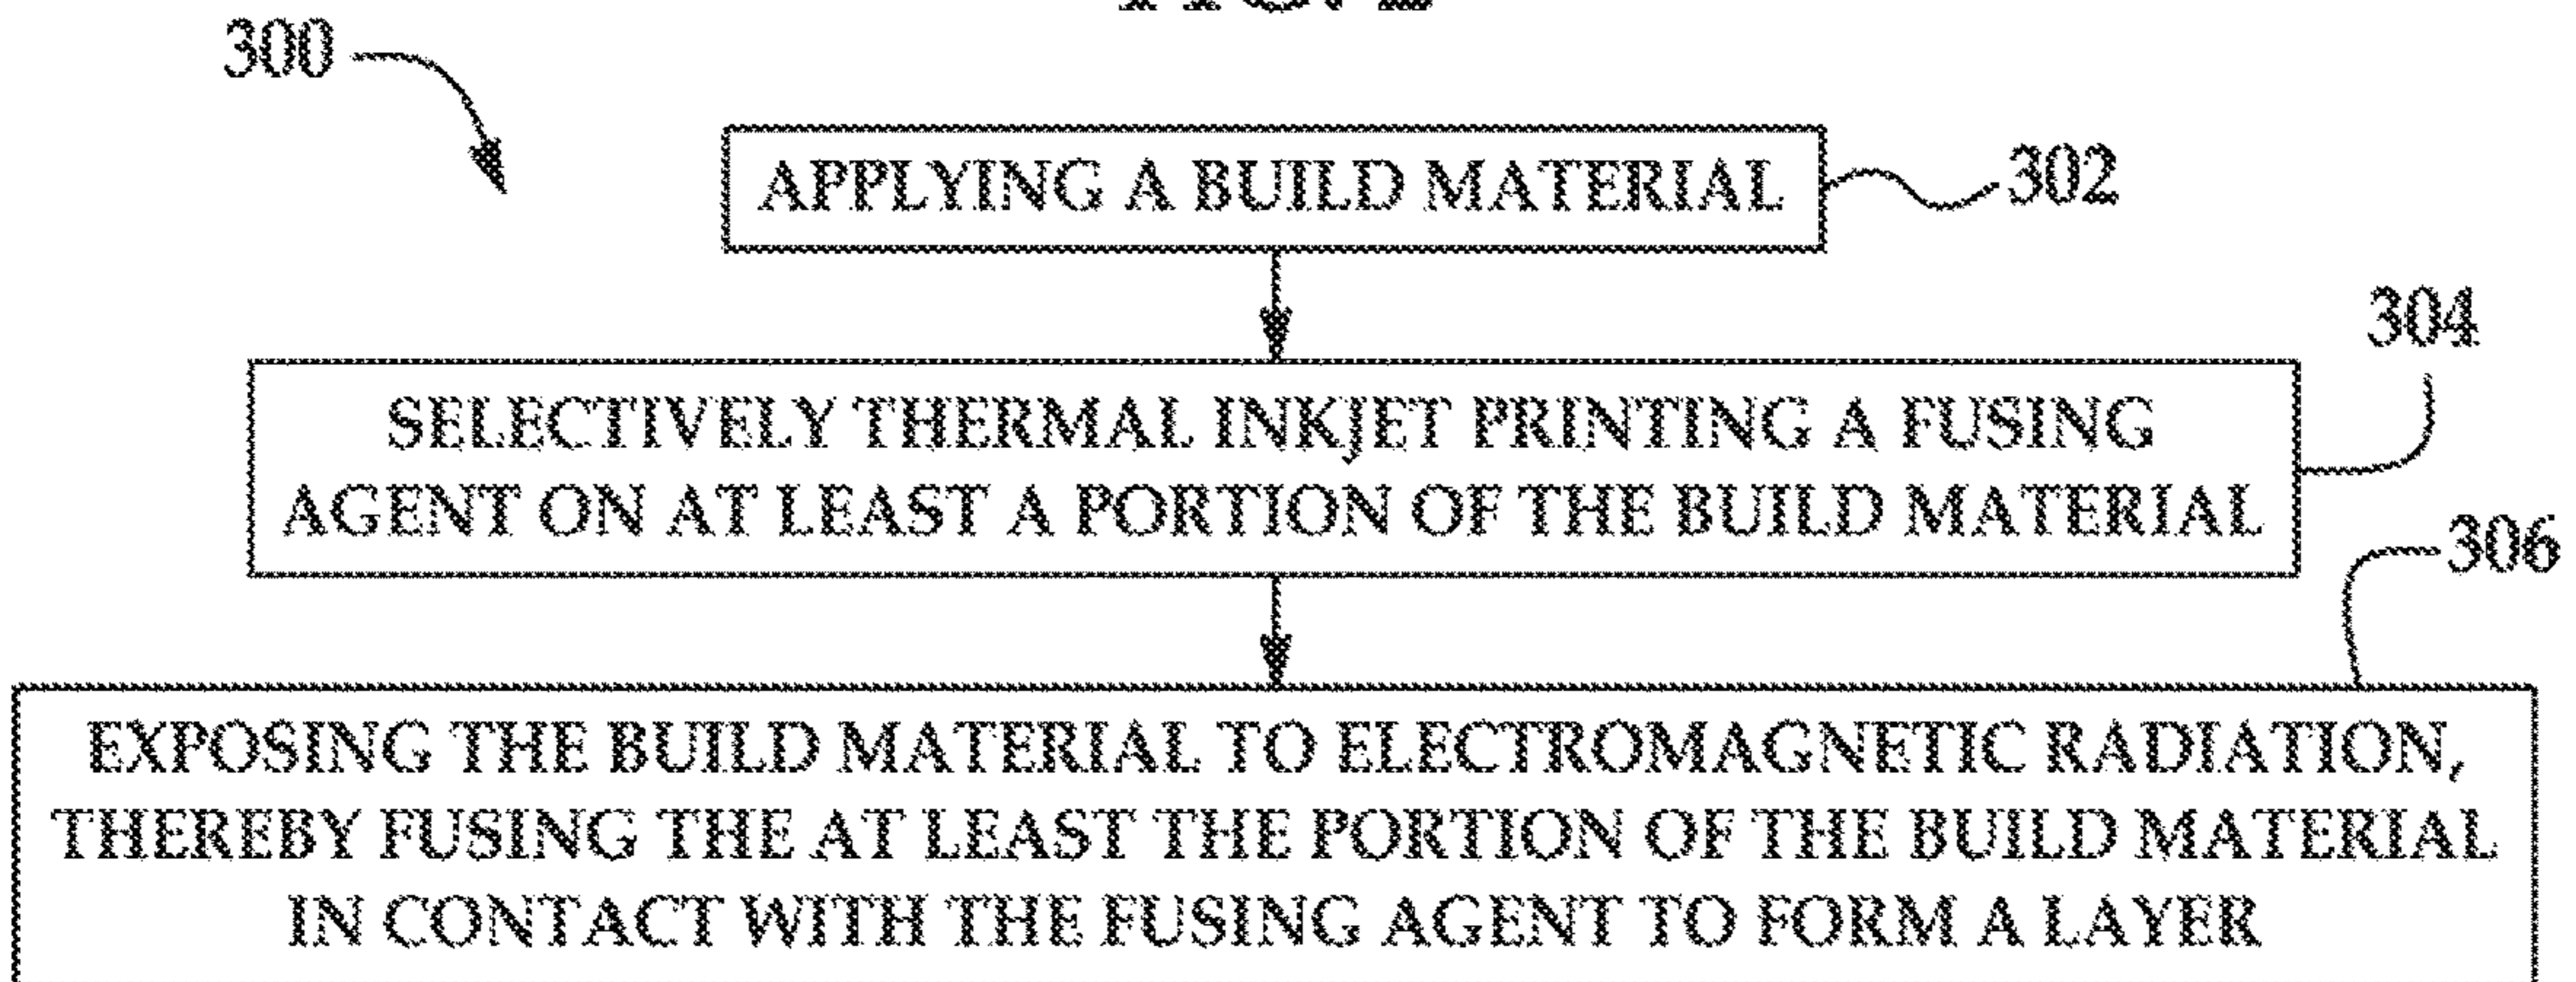 300
APPLYING A BUILD MATERIAL
302
304
SELECTIVELY THERMAL INKJET PRINTING A FUSING
AGENT ON AT LEAST A PORTION OF THE BUILD MATERIAL
306
EXPOSING THE BUILD MATERIAL TO ELECTROMAGNETIC RADIATION,
THEREBY FUSING THE AT LEAST THE PORTION OF THE BUILD MATERIAL
IN CONTACT WITH THE FUSING AGENT TO FORM A LAYER